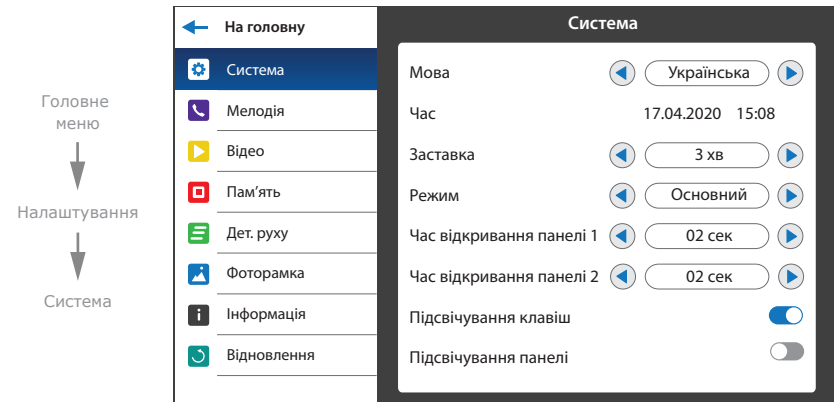 Головне
меню
Налаштування
Система
На головну
Система
Мелодія
Відео
Пам’ять
Дет. руху
Фоторамка
Інформація
Відновлення
Система
Мова Українська
Час 17.04.2020 15:08
Заставка 3 хв
Режим Основний
Час відкривання панелі 1 02 сек
Час відкривання панелі 2 02 сек
Підсвічування клавіш
Підсвічування панелі